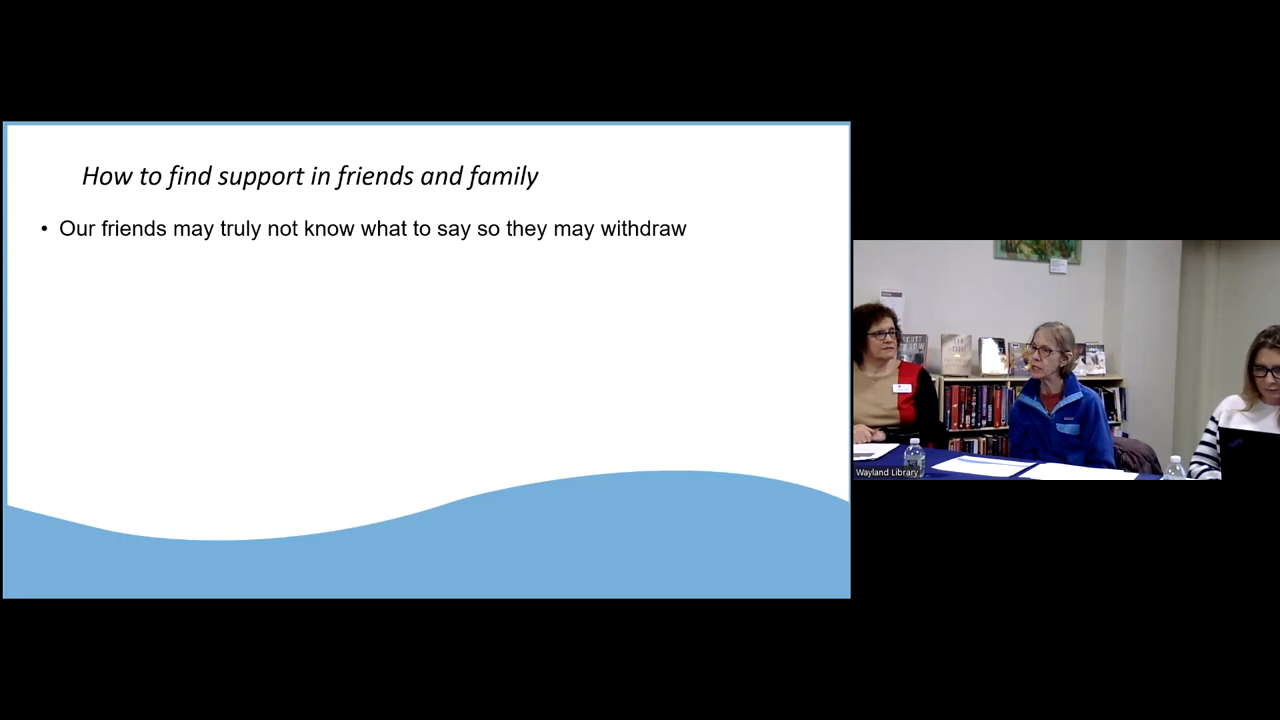 How to find support in friends and family
• Our friends may truly not know what to say so they may withdraw
Wayland Library